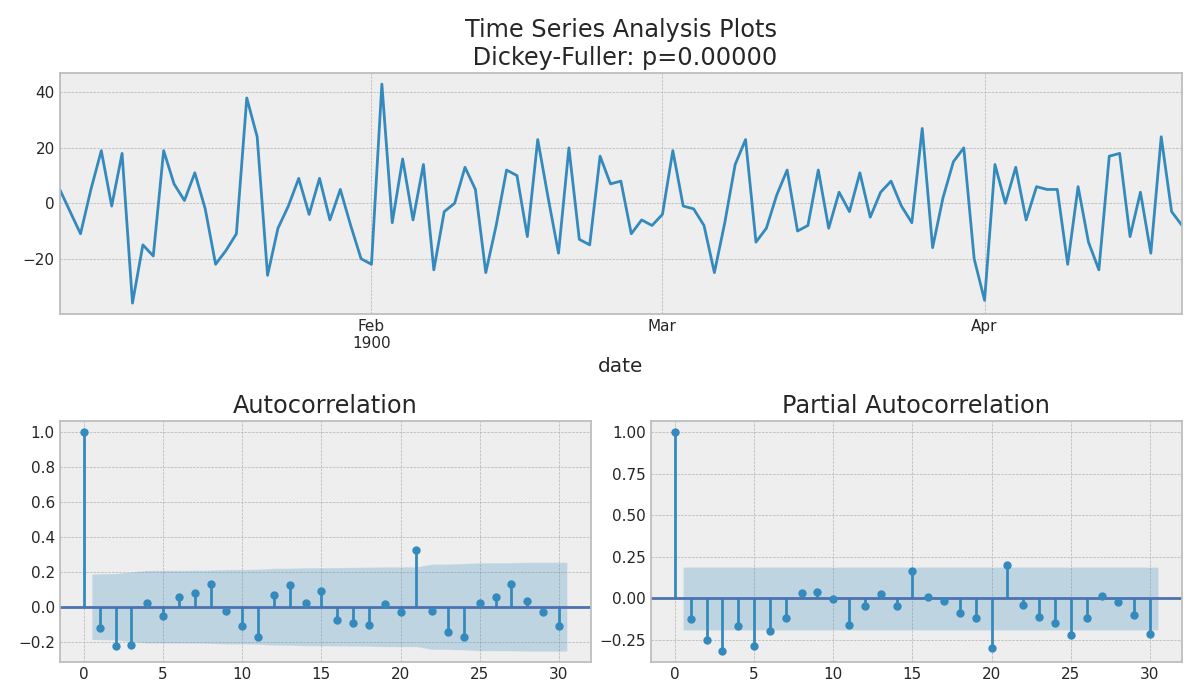 Time Series Analysis Plots
Dickey-Fuller: p=0.00000
40
20
0
−20
Feb
1900
Mar
Apr
date
Autocorrelation
1.0
0.8
0.6
0.4
0.2
0.0
−0.2
0 5 10 15 20 25 30
Partial Autocorrelation
1.00
0.75
0.50
0.25
0.00
−0.25
0 5 10 15 20 25 30